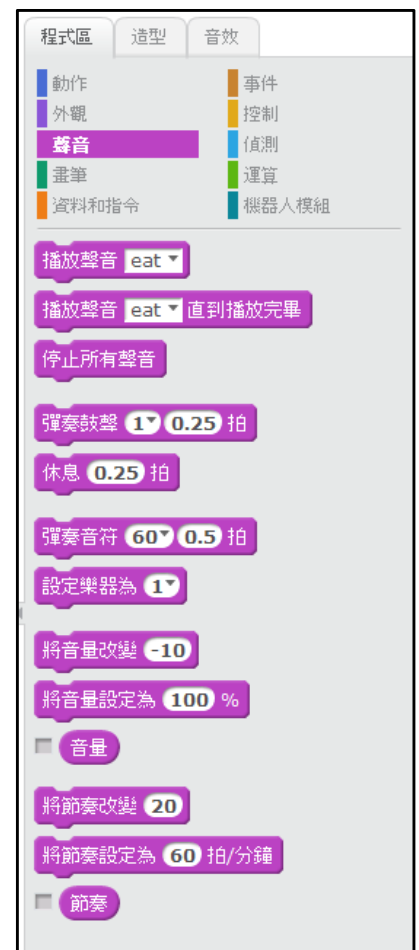 程式區 造型 音效
動作 事件
外觀 控制
聲音 偵測
畫筆 運算
資料和指令 機器人模組
播放聲音 eat
播放聲音 eat 直到播放完畢
停止所有聲音
彈奏鼓聲 1 0.25 拍
休息 0.25 拍
彈奏音符 60 0.5 拍
設定樂器為 1
將音量改變 -10
將音量設定為 100 %
音量
將節奏改變 20
將節奏設定為 60 拍/分鐘
節奏